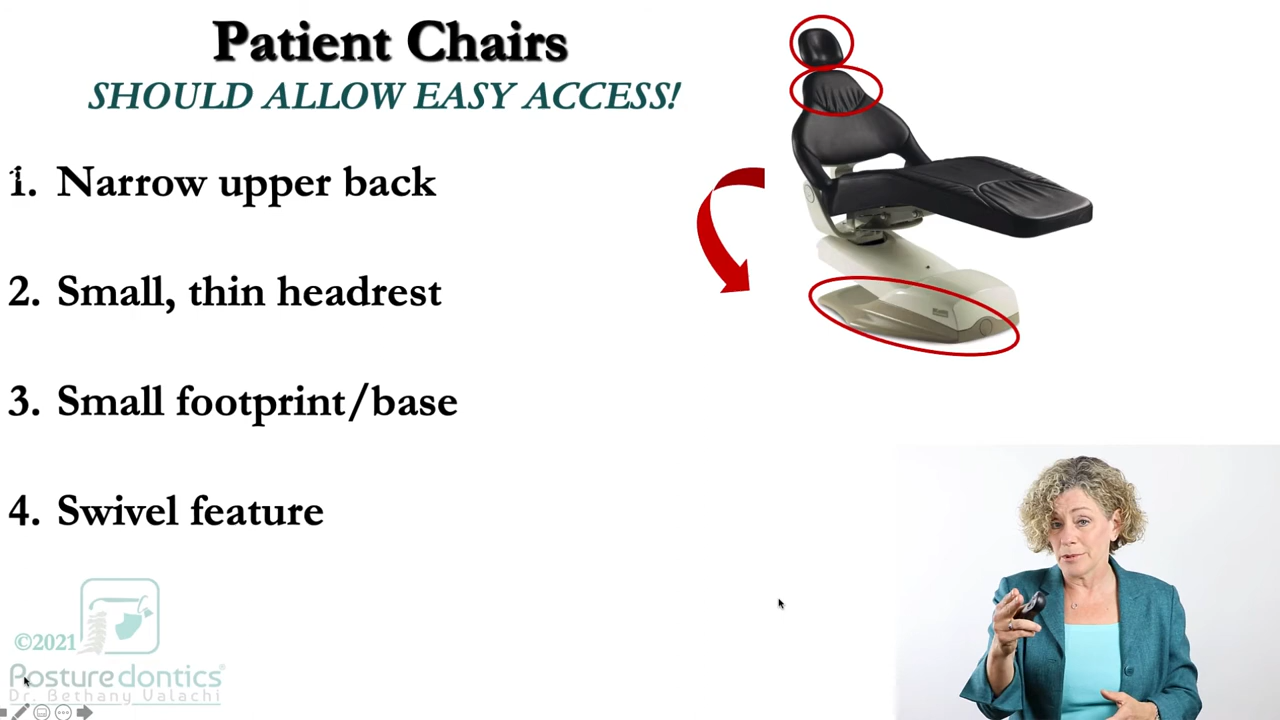 Patient Chairs
SHOULD ALLOW EASY ACCESS!
1. Narrow upper back
2. Small, thin headrest
3. Small footprint/base
4. Swivel feature
©2021
Posturedontics®
Dr. Bethany Valachi